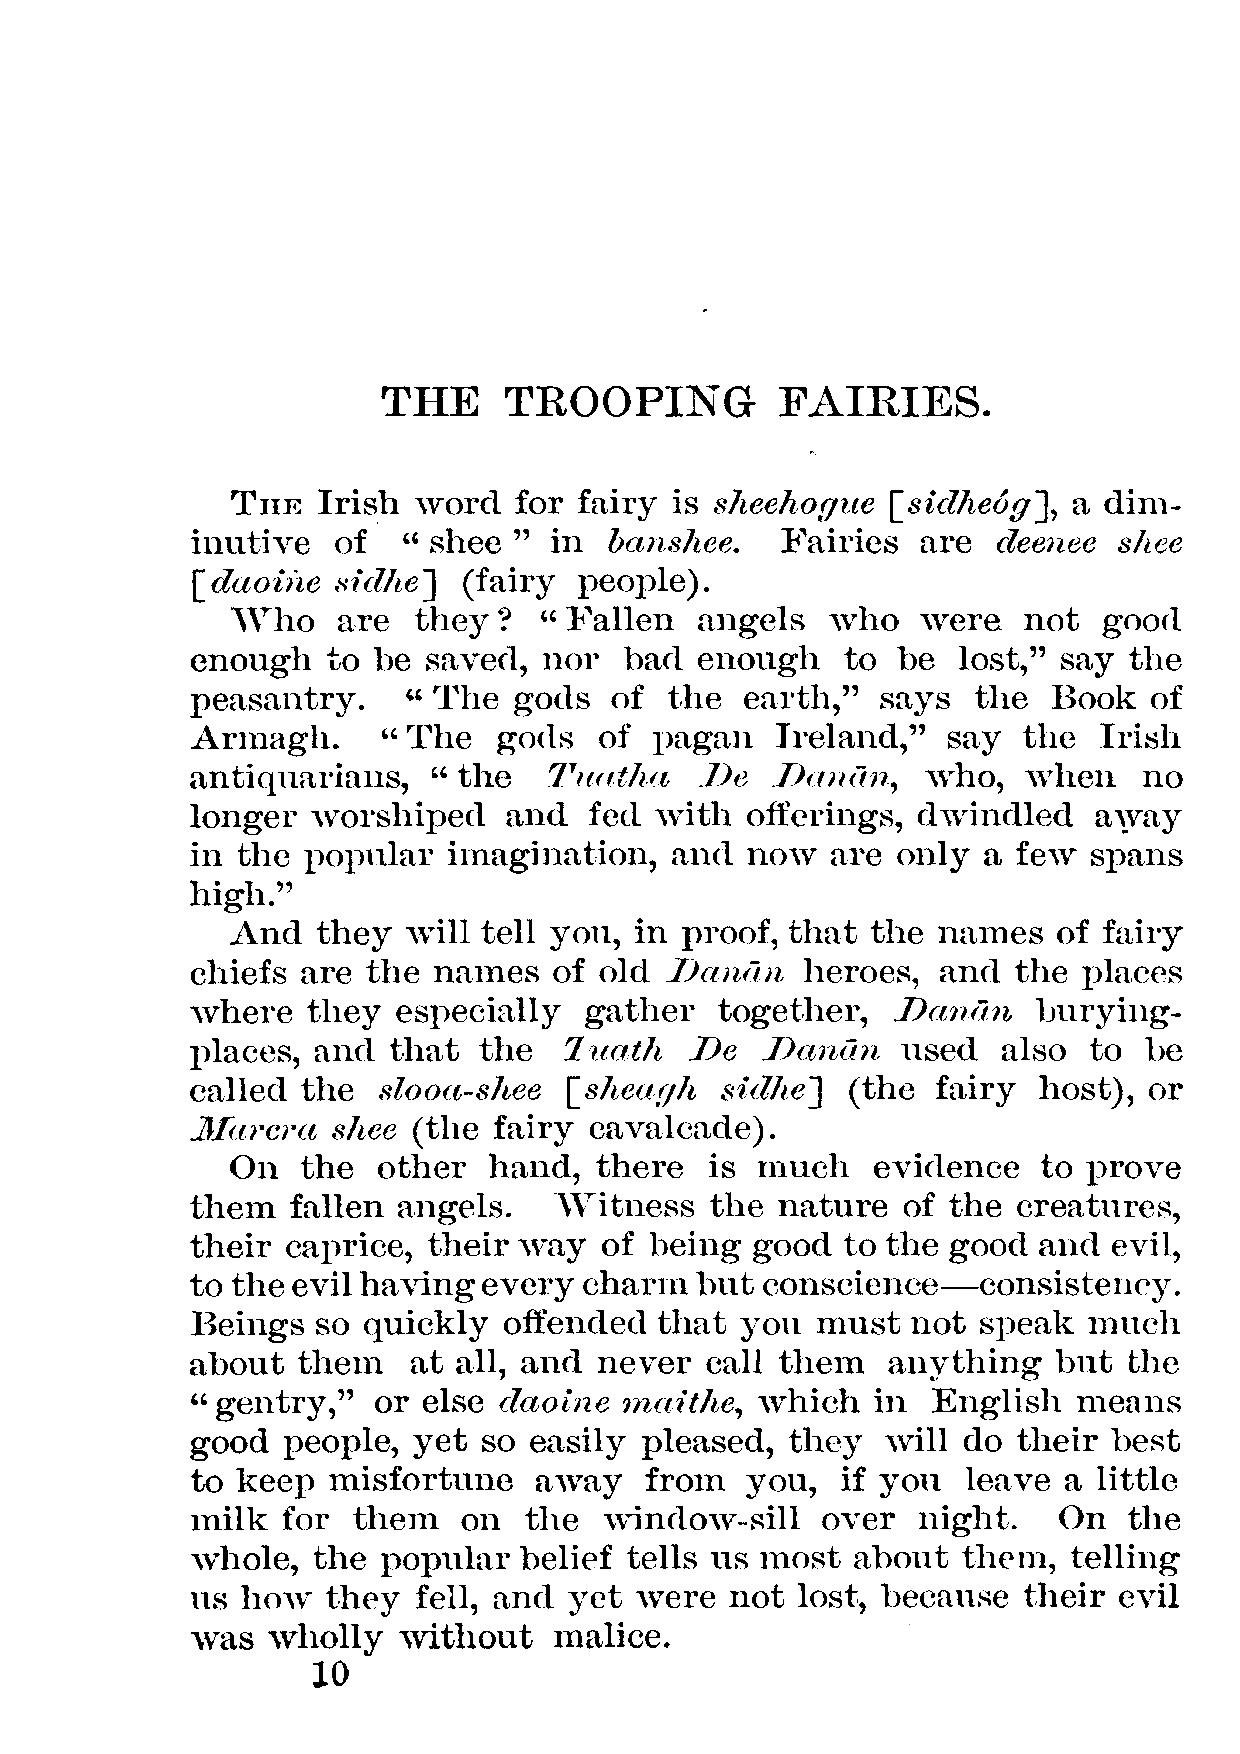 THE TROOPING FAIRIES.
THE Irish word for fairy is sheehogue [sidheóg], a dim-
inutive of “ shee ” in banshee. Fairies are deenee shee
[daoine sidhe] (fairy people).
Who are they? “ Fallen angels who were not good
enough to be saved, nor bad enough to be lost,” say the
peasantry. “ The gods of the earth,” says the Book of
Armagh. “ The gods of pagan Ireland,” say the Irish
antiquarians, “ the Tuatha De Danān, who, when no
longer worshiped and fed with offerings, dwindled away
in the popular imagination, and now are only a few spans
high.”
And they will tell you, in proof, that the names of fairy
chiefs are the names of old Danān heroes, and the places
where they especially gather together, Danān burying-
places, and that the Tuath De Danān used also to be
called the slooa-shee [sheagh sidhe] (the fairy host), or
Marcra shee (the fairy cavalcade).
On the other hand, there is much evidence to prove
them fallen angels. Witness the nature of the creatures,
their caprice, their way of being good to the good and evil,
to the evil having every charm but conscience—consistency.
Beings so quickly offended that you must not speak much
about them at all, and never call them anything but the
“ gentry,” or else daoine maithe, which in English means
good people, yet so easily pleased, they will do their best
to keep misfortune away from you, if you leave a little
milk for them on the window-sill over night. On the
whole, the popular belief tells us most about them, telling
us how they fell, and yet were not lost, because their evil
was wholly without malice.
10